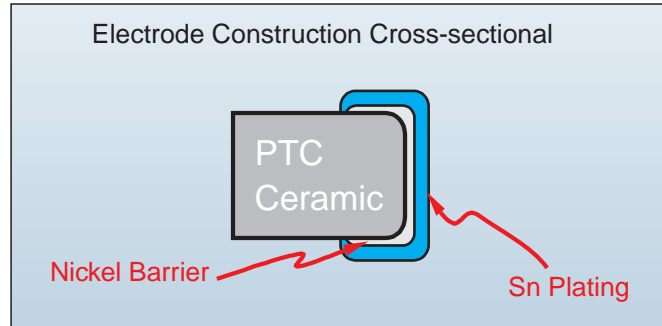 Electrode Construction Cross-sectional
PTC
Ceramic
Nickel Barrier
Sn Plating